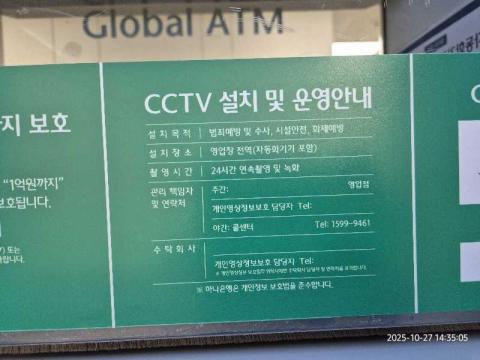 Global ATM
지 보호
"1억원까지"
보호됩니다.
또는
CCTV 설치 및 운영안내
설치목적 범죄예방 및 수사, 시설안전, 화재예방
설치장소 영업장 전역(자동화기기 포함)
촬영시간 24시간 연속촬영 및 녹화
관리 책임자 및 연락처 주간: 영업점
개인영상정보보호 담당자 Tel:
야간: 콜센터 Tel: 1599-9461
수탁회사
개인영상정보보호 담당자 Tel:
※ 하나은행은 개인정보 보호법을 준수합니다.
2025-10-27 14:35:05